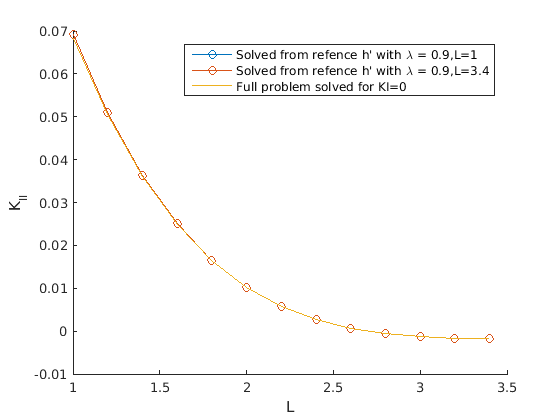 Solved from refence h' with λ = 0.9,L=1
Solved from refence h' with λ = 0.9,L=3.4
Full problem solved for KI=0
0.07
0.06
0.05
0.04
0.03
0.02
0.01
0
-0.01
K_II
1 1.5 2 2.5 3 3.5
L